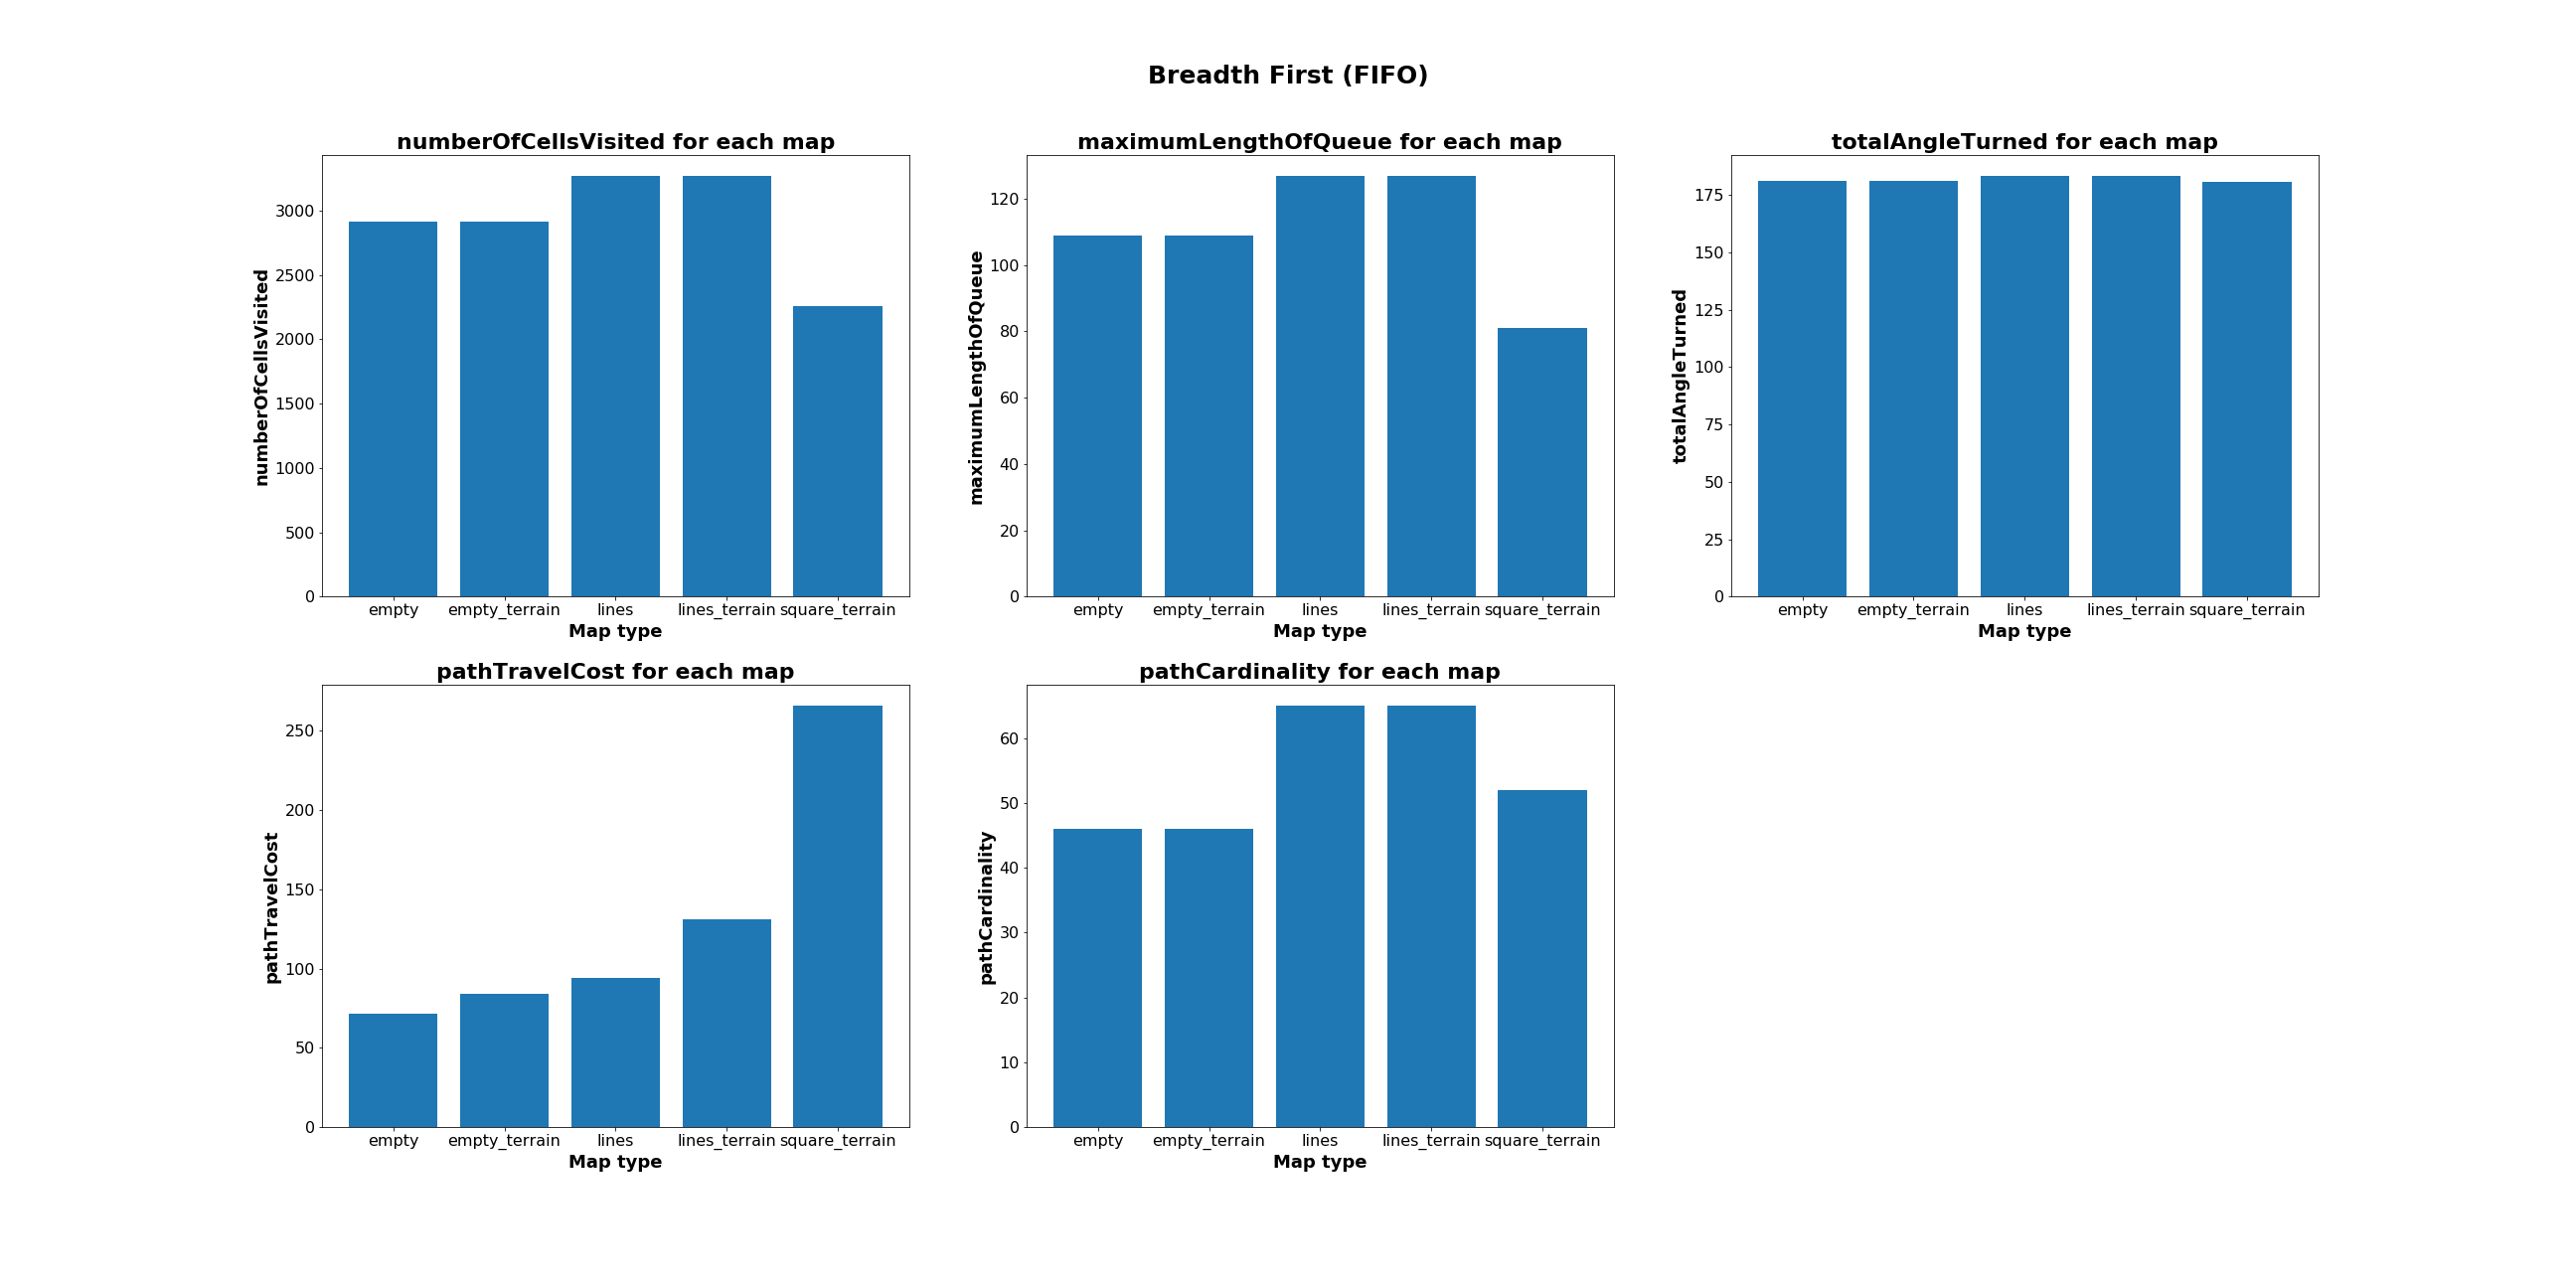 Breadth First (FIFO)
numberOfCellsVisited for each map
numberOfCellsVisited
3000
2500
2000
1500
1000
500
0
empty empty_terrain lines lines_terrain square_terrain
Map type
maximumLengthOfQueue for each map
maximumLengthOfQueue
120
100
80
60
40
20
0
empty empty_terrain lines lines_terrain square_terrain
Map type
totalAngleTurned for each map
totalAngleTurned
175
150
125
100
75
50
25
0
empty empty_terrain lines lines_terrain square_terrain
Map type
pathTravelCost for each map
pathTravelCost
250
200
150
100
50
0
empty empty_terrain lines lines_terrain square_terrain
Map type
pathCardinality for each map
pathCardinality
60
50
40
30
20
10
0
empty empty_terrain lines lines_terrain square_terrain
Map type